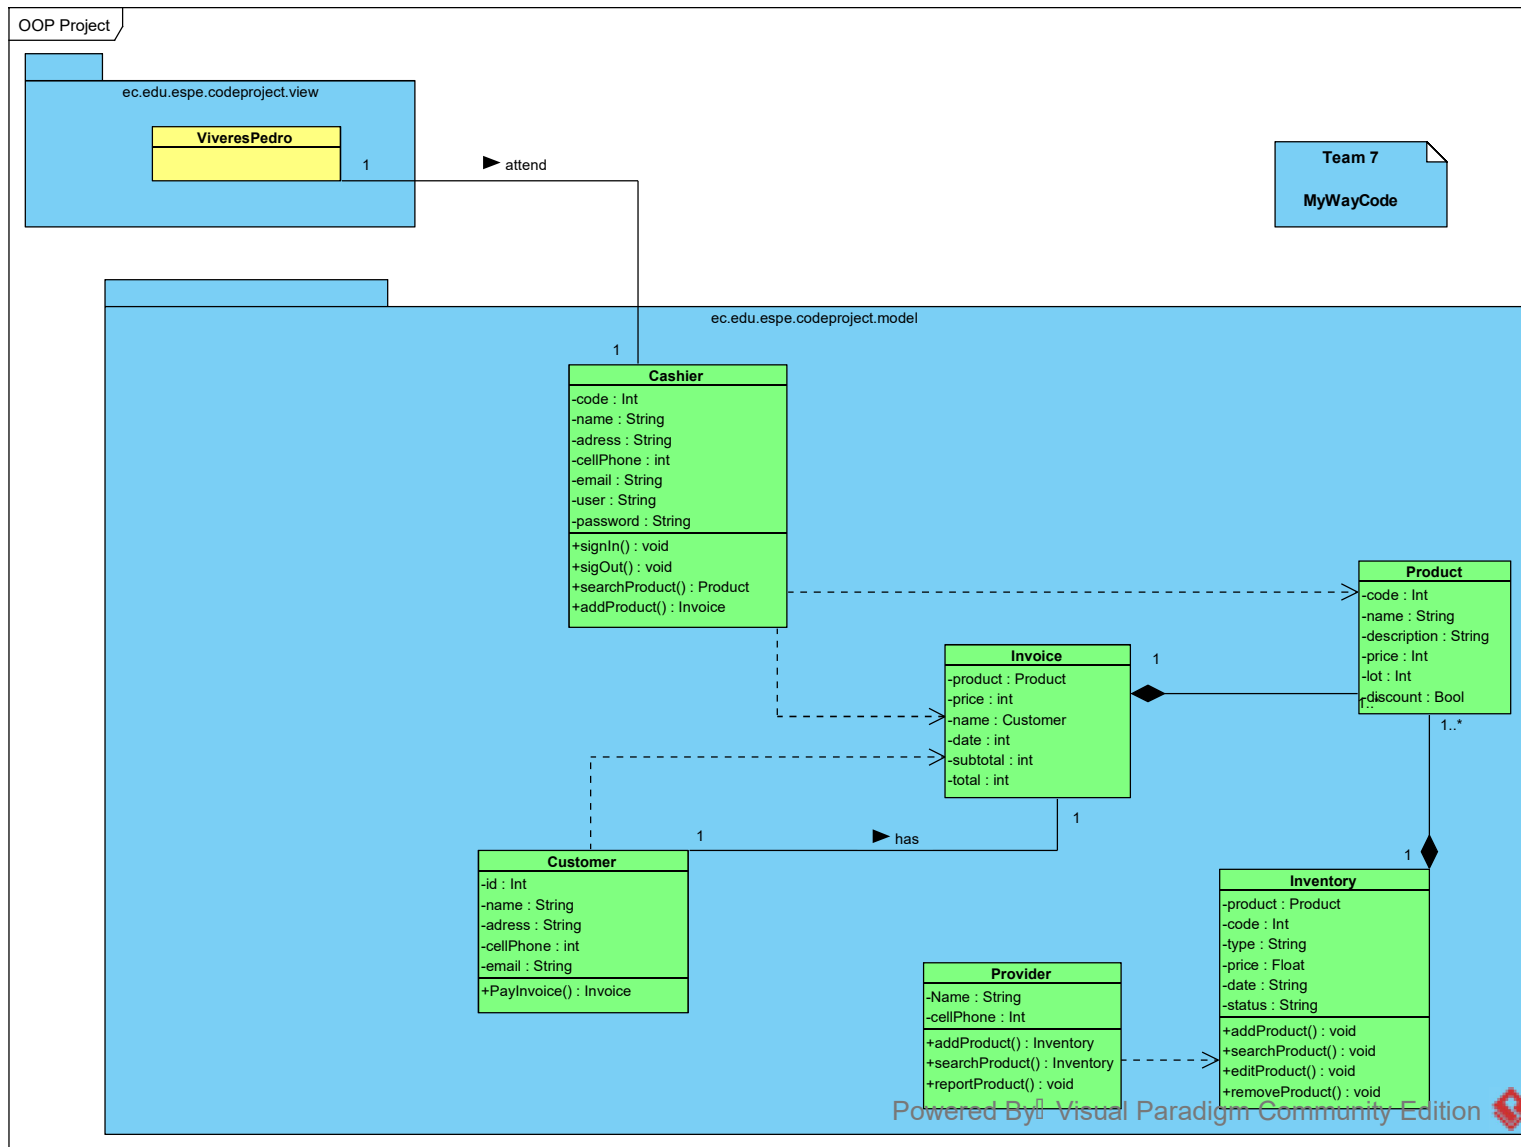 OOP Project
ec.edu.espe.codeproject.view
ViveresPedro
1
attend
Team 7
MyWayCode
ec.edu.espe.codeproject.model
1
Cashier
-code : Int
-name : String
-adress : String
-cellPhone : int
-email : String
-user : String
-password : String
+signIn() : void
+sigOut() : void
+searchProduct() : Product
+addProduct() : Invoice
Product
-code : Int
-name : String
-description : String
-price : Int
-lot : Int
-discount : Bool
1..*
1..*
Invoice
-product : Product
-price : int
-name : Customer
-date : int
-subtotal : int
-total : int
1
1
1
has
Customer
-id : Int
-name : String
-adress : String
-cellPhone : int
-email : String
+PayInvoice() : Invoice
1
Inventory
-product : Product
-code : Int
-type : String
-price : Float
-date : String
-status : String
+addProduct() : void
+searchProduct() : void
+editProduct() : void
+removeProduct() : void
Provider
-Name : String
-cellPhone : Int
+addProduct() : Inventory
+searchProduct() : Inventory
+reportProduct() : void
Powered By Visual Paradigm Community Edition